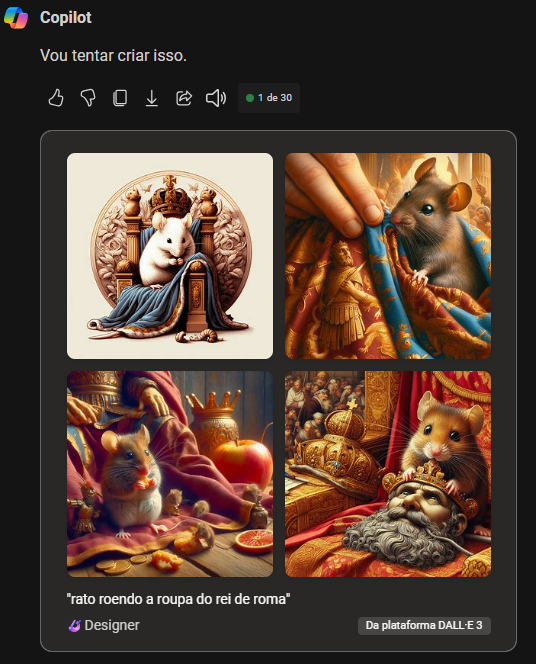 Copilot
Vou tentar criar isso.
1 de 30
"rato roendo a roupa do rei de roma"
Designer
Da plataforma DALL·E 3